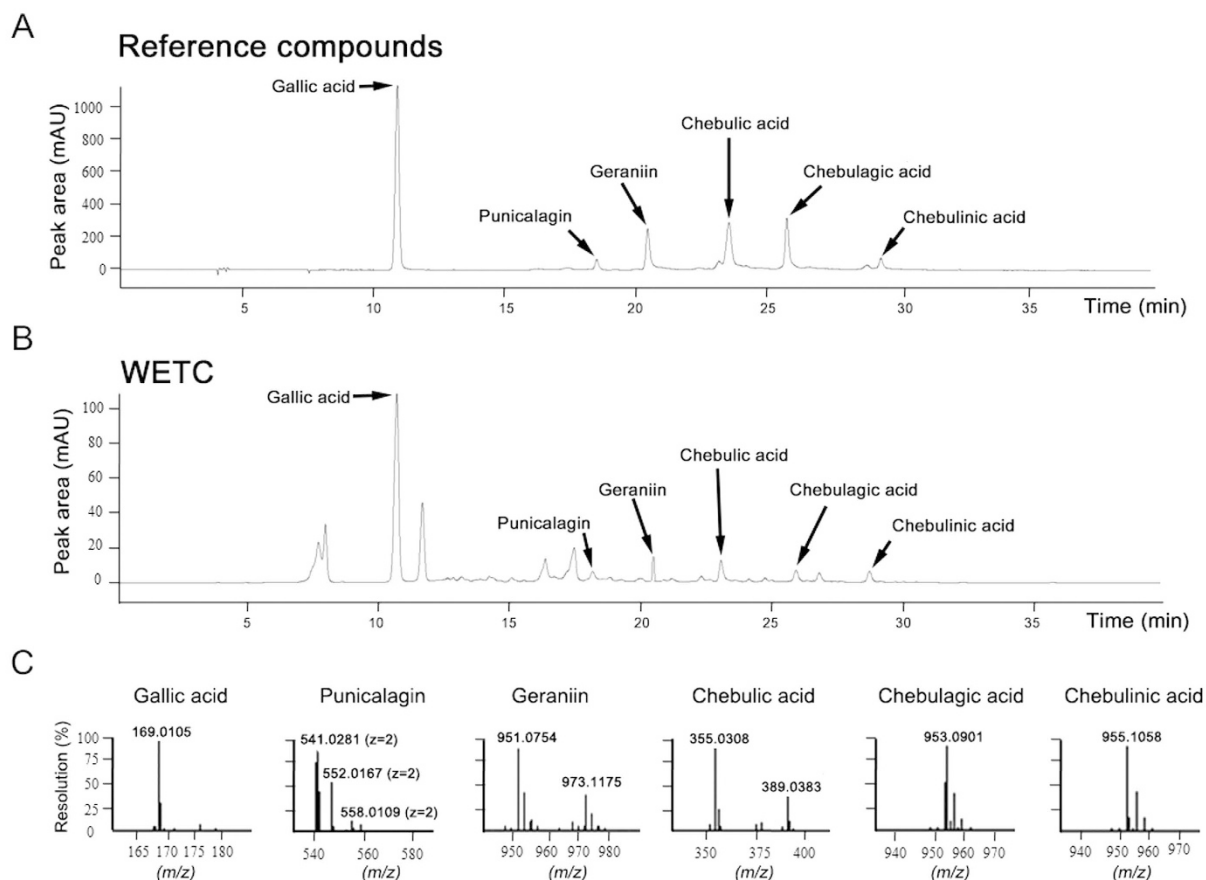 A
Reference compounds
Gallic acid
Chebulic acid
Geraniin
Chebulagic acid
Punicalagin
Chebulinic acid
Peak area (mAU)
1000
800
600
400
200
0
5 10 15 20 25 30 35 Time (min)
B
WETC
Gallic acid
Chebulic acid
Geraniin
Chebulagic acid
Punicalagin
Chebulinic acid
Peak area (mAU)
100
80
60
40
20
0
5 10 15 20 25 30 35 Time (min)
C
Gallic acid Punicalagin Geraniin Chebulic acid Chebulagic acid Chebulinic acid
Resolution (%)
100
75
50
25
0
169.0105
165 170 175 180
(m/z)
541.0281 (z=2)
552.0167 (z=2)
558.0109 (z=2)
540 560 580
(m/z)
951.0754
973.1175
950 960 970 980
(m/z)
355.0308
389.0383
350 375 400
(m/z)
953.0901
940 950 960 970
(m/z)
955.1058
940 950 960 970
(m/z)